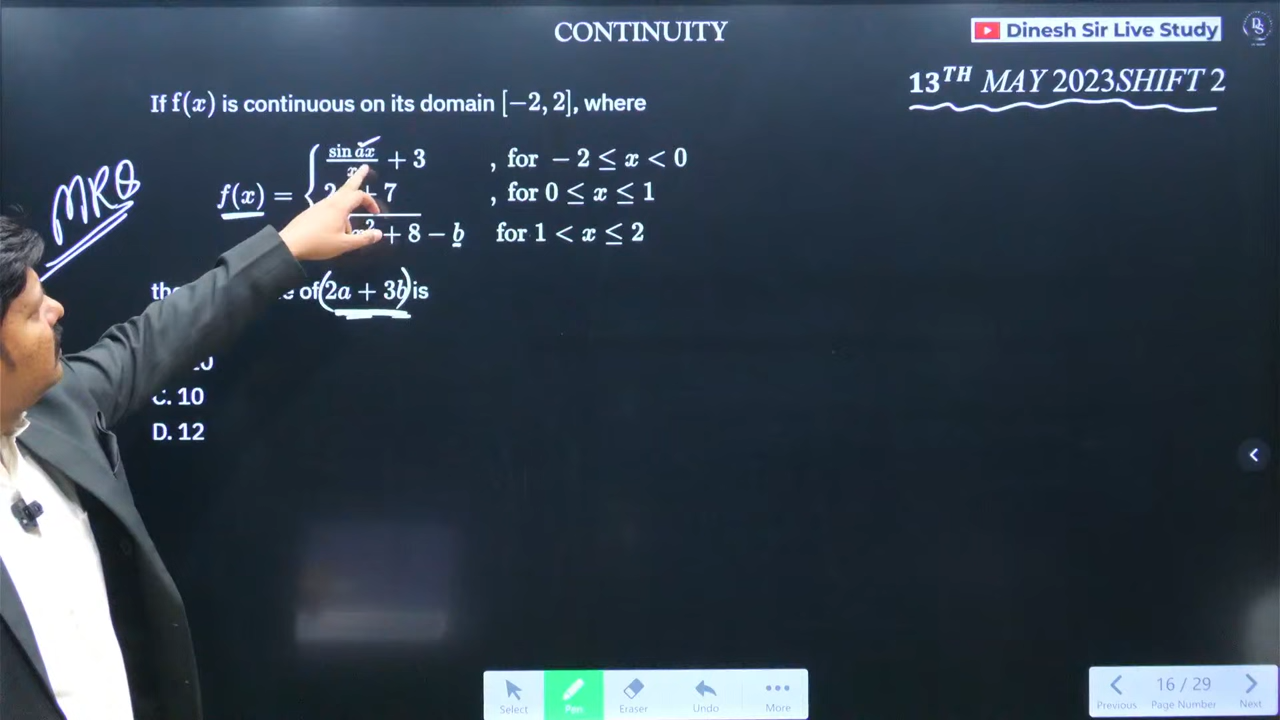 CONTINUITY
Dinesh Sir Live Study
DS
13TH MAY 2023SHIFT 2
If f(x) is continuous on its domain [−2, 2], where
MRQ
f(x) = { sin ax + 3 , for − 2 ≤ x < 0
+ 7 , for 0 ≤ x ≤ 1
x² + 8 − b for 1 < x ≤ 2
of (2a + 3b) is
C. 10
D. 12
Select
Pen
Eraser
Undo
More
Previous
16 / 29
Page Number
Next